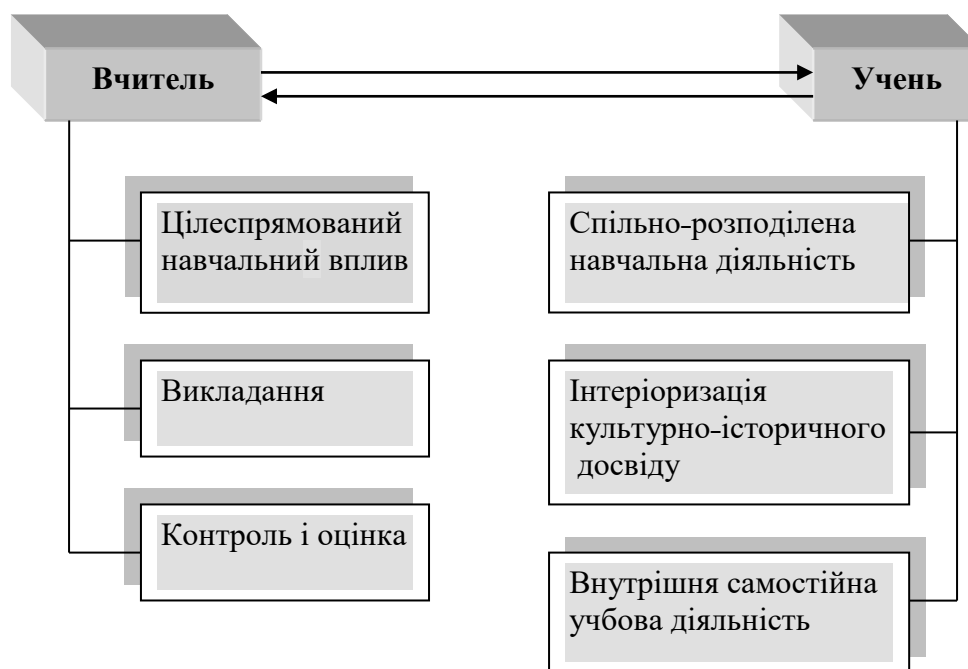 Вчитель
Учень
Цілеспрямований
навчальний вплив
Викладання
Контроль і оцінка
Спільно-розподілена
навчальна діяльність
Інтеріоризація
культурно-історичного
досвіду
Внутрішня самостійна
учбова діяльність